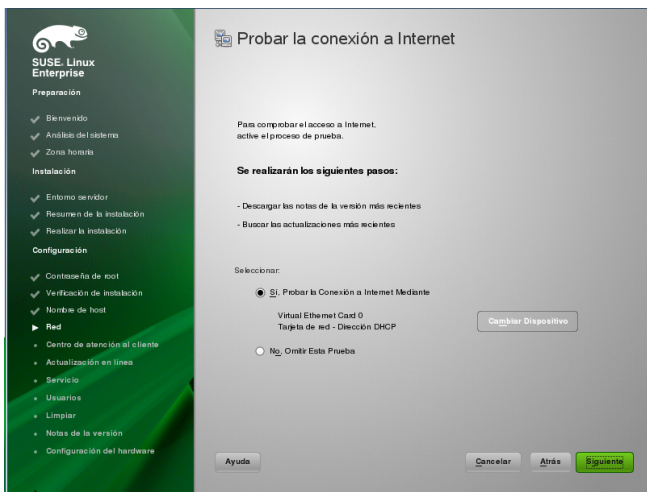 SUSE. Linux
Enterprise
Preparación
Bienvenido
Análisis del sistema
Zona horaria
Instalación
Entorno servidor
Resumen de la instalación
Realizar la instalación
Configuración
Contraseña de root
Verificación de instalación
Nombre de host
Red
Centro de atención al cliente
Actualización en línea
Servicio
Usuarios
Limpiar
Notas de la versión
Configuración del hardware
Probar la conexión a Internet
Para comprobar el acceso a Internet,
active el proceso de prueba.
Se realizarán los siguientes pasos:
- Descargar las notas de la versión más recientes
- Buscar las actualizaciones más recientes
Seleccionar:
Sí, Probar la Conexión a Internet Mediante
Virtual Ethernet Card 0
Tarjeta de red - Dirección DHCP
Cambiar Dispositivo
No, Omitir Esta Prueba
Ayuda
Cancelar
Atrás
Siguiente